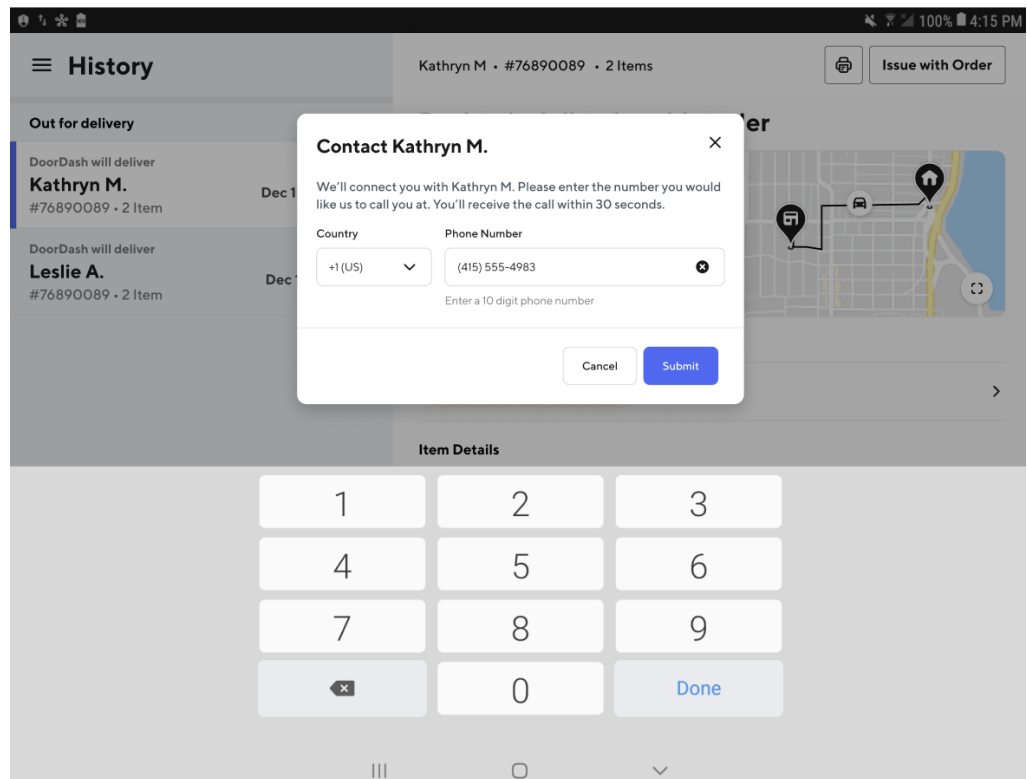 100% 4:15 PM
History
Kathryn M • #76890089 • 2 Items
Issue with Order
Out for delivery
DoorDash will deliver
Kathryn M.
Dec 1
#76890089 • 2 Item
DoorDash will deliver
Leslie A.
Dec
#76890089 • 2 Item
er
Contact Kathryn M.
We'll connect you with Kathryn M. Please enter the number you would
like us to call you at. You'll receive the call within 30 seconds.
Country
Phone Number
+1 (US)
(415) 555-4983
Enter a 10 digit phone number
Cancel
Submit
Item Details
1 2 3
4 5 6
7 8 9
0 Done